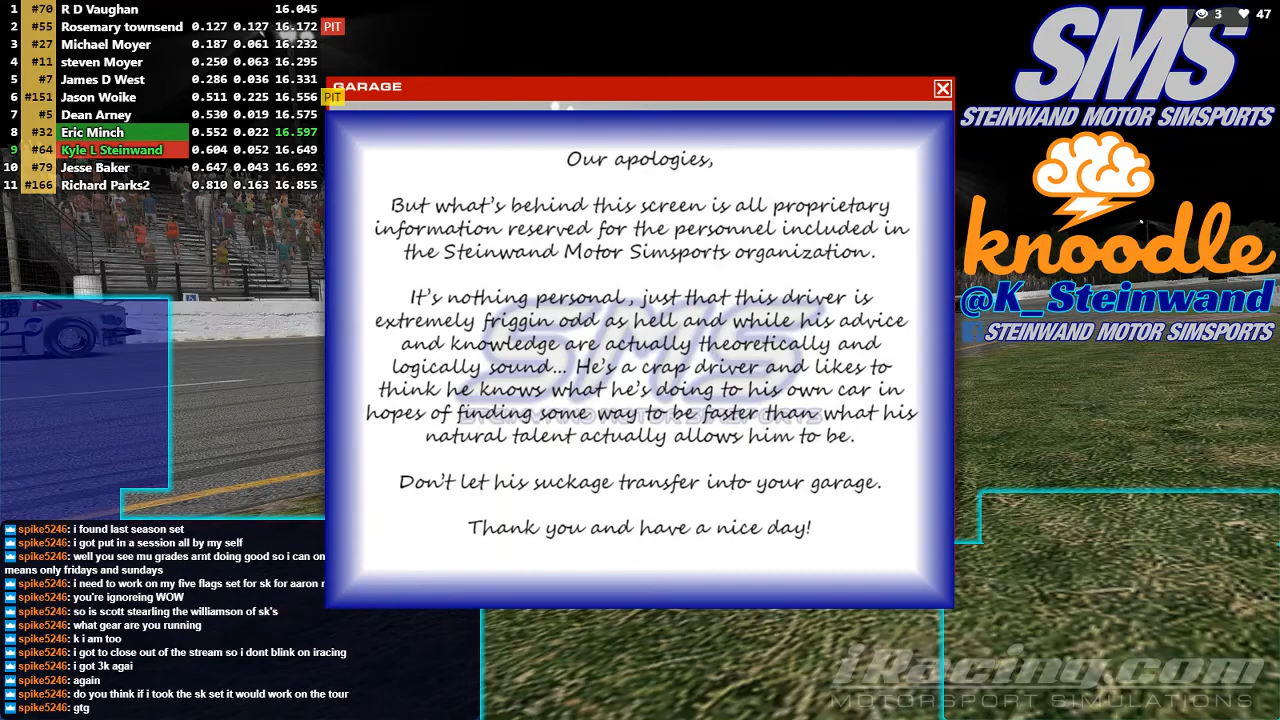 1 #70 R D Vaughan 16.045
2 #55 Rosemary townsend 0.127 0.127 16.172 PIT
3 #27 Michael Moyer 0.187 0.061 16.232
4 #11 steven Moyer 0.250 0.063 16.295
5 #7 James D West 0.286 0.036 16.331
6 #151 Jason Woike 0.511 0.225 16.556 PIT
7 #5 Dean Arney 0.530 0.019 16.575
8 #32 Eric Minch 0.552 0.022 16.597
9 #64 Kyle L Steinwand 0.604 0.052 16.649
10 #79 Jesse Baker 0.647 0.043 16.692
11 #166 Richard Parks2 0.810 0.163 16.855
GARAGE
Our apologies,
But what's behind this screen is all proprietary
information reserved for the personnel included in
the Steinwand Motor Simsports organization.
It's nothing personal, just that this driver is
extremely friggin odd as hell and while his advice
and knowledge are actually theoretically and
logically sound... He's a crap driver and likes to
think he knows what he's doing to his own car in
hopes of finding some way to be faster than what his
natural talent actually allows him to be.
Don't let his suckage transfer into your garage.
Thank you and have a nice day!
SMS
STEINWAND MOTOR SIMSPORTS
3 47
SMS
STEINWAND MOTOR SIMSPORTS
knoodle
@K_Steinwand
STEINWAND MOTOR SIMSPORTS
spike5246: i found last season set
spike5246: i got put in a session all by my self
spike5246: well you see mu grades arnt doing good so i can on
means only fridays and sundays
spike5246: i need to work on my five flags set for sk for aaron
spike5246: you're ignoreing WOW
spike5246: so is scott stearling the williamson of sk's
spike5246: what gear are you running
spike5246: k i am too
spike5246: i got to close out of the stream so i dont blink on iracing
spike5246: i got 3k agai
spike5246: again
spike5246: do you think if i took the sk set it would work on the tour
spike5246: gtg
iRacing.com
MOTORSPORT SIMULATIONS